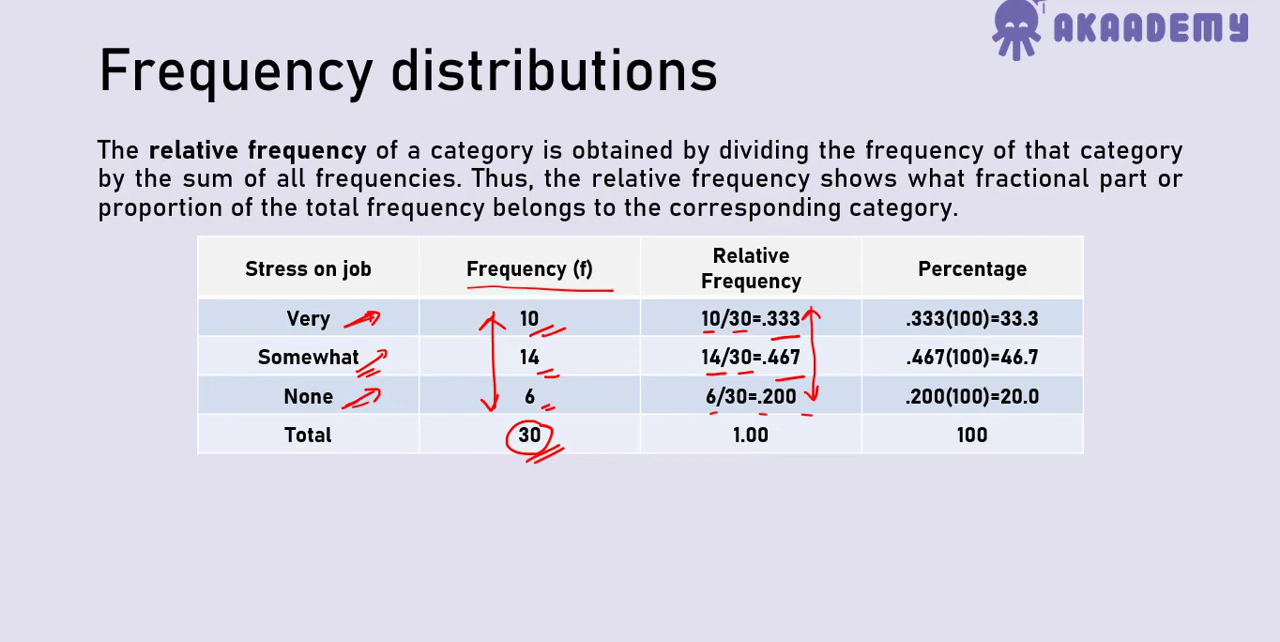 AKAADEMY
Frequency distributions
The relative frequency of a category is obtained by dividing the frequency of that category
by the sum of all frequencies. Thus, the relative frequency shows what fractional part or
proportion of the total frequency belongs to the corresponding category.
Stress on job Frequency (f) Relative Frequency Percentage
Very 10 10/30=.333 .333(100)=33.3
Somewhat 14 14/30=.467 .467(100)=46.7
None 6 6/30=.200 .200(100)=20.0
Total 30 1.00 100